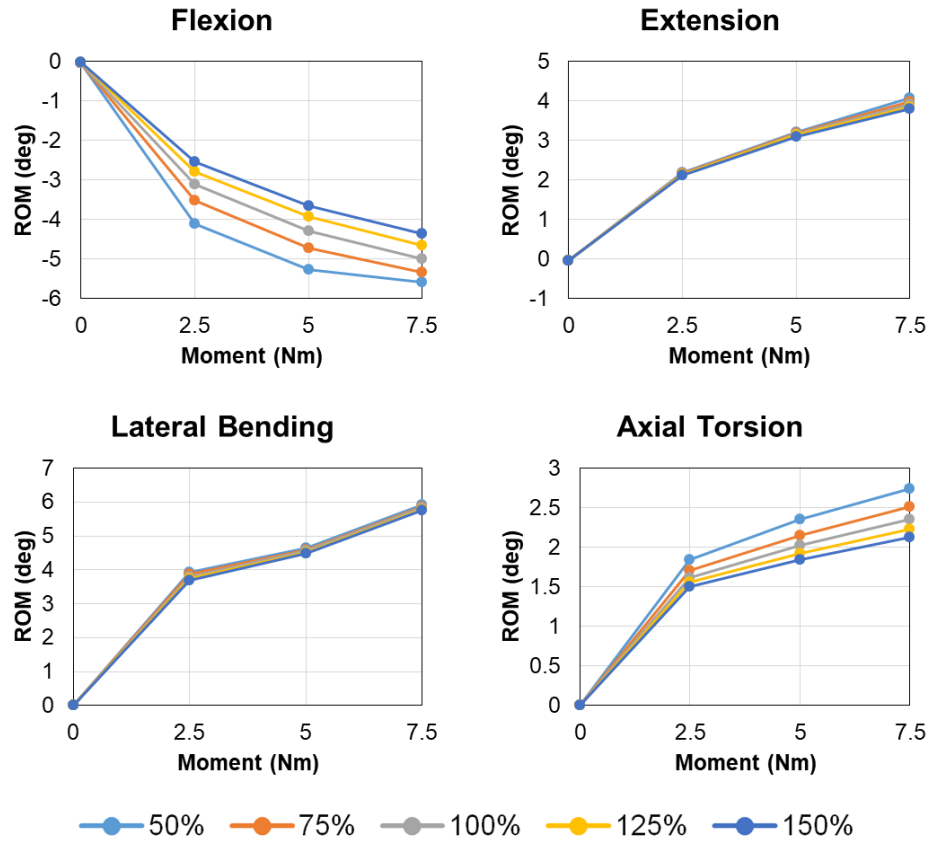 Flexion
0
-1
-2
-3
-4
-5
-6
ROM (deg)
0 2.5 5 7.5
Moment (Nm)
Extension
5
4
3
2
1
0
-1
ROM (deg)
0 2.5 5 7.5
Moment (Nm)
Lateral Bending
7
6
5
4
3
2
1
0
ROM (deg)
0 2.5 5 7.5
Moment (Nm)
Axial Torsion
3
2.5
2
1.5
1
0.5
0
ROM (deg)
0 2.5 5 7.5
Moment (Nm)
50% 75% 100% 125% 150%